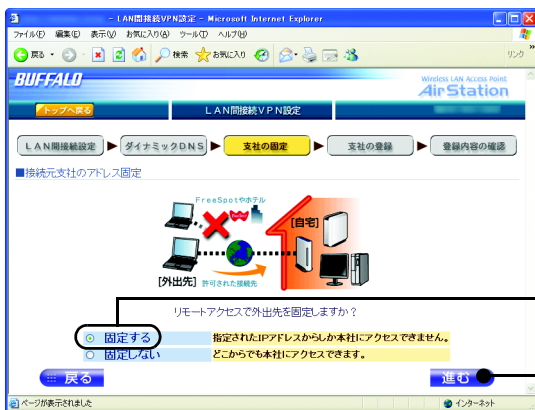 - LAN間接続VPN設定 - Microsoft Internet Explorer
ファイル(F) 編集(E) 表示(V) お気に入り(A) ツール(T) ヘルプ(H)
戻る 検索 お気に入り リンク
BUFFALO
Wireless LAN Access Point
AirStation
トップへ戻る LAN間接続VPN設定
LAN間接続設定 ダイナミックDNS 支社の固定 支社の登録 登録内容の確認
■接続元支社のアドレス固定
FreeSpotやホテル
[自宅]
[外出先] 許可された接続先
リモートアクセスで外出先を固定しますか?
固定する 指定されたIPアドレスからしか本社にアクセスできません。
固定しない どこからでも本社にアクセスできます。
戻る 進む
ページが表示されました インターネット